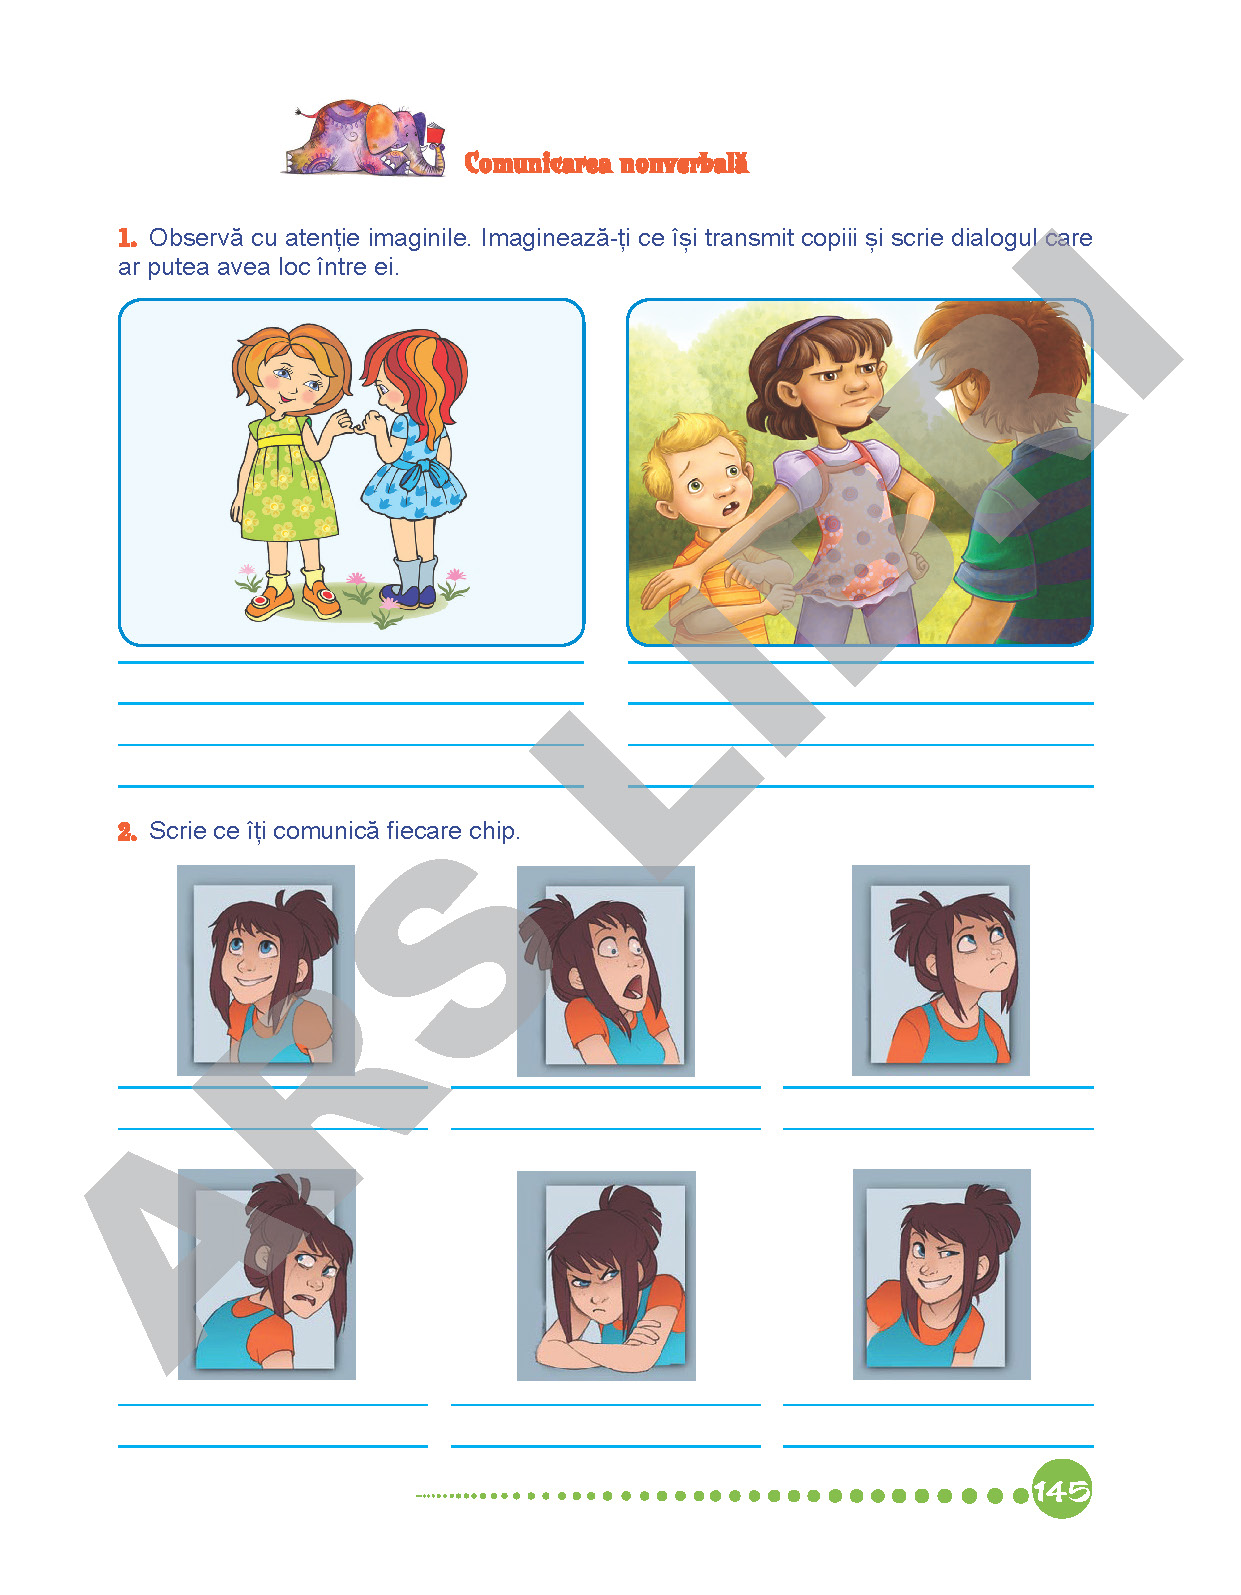 Comunicarea nonverbală
1. Observă cu atenție imaginile. Imaginează-ți ce își transmit copiii și scrie dialogul care
ar putea avea loc între ei.
2. Scrie ce îți comunică fiecare chip.
ARS LIBRI
145